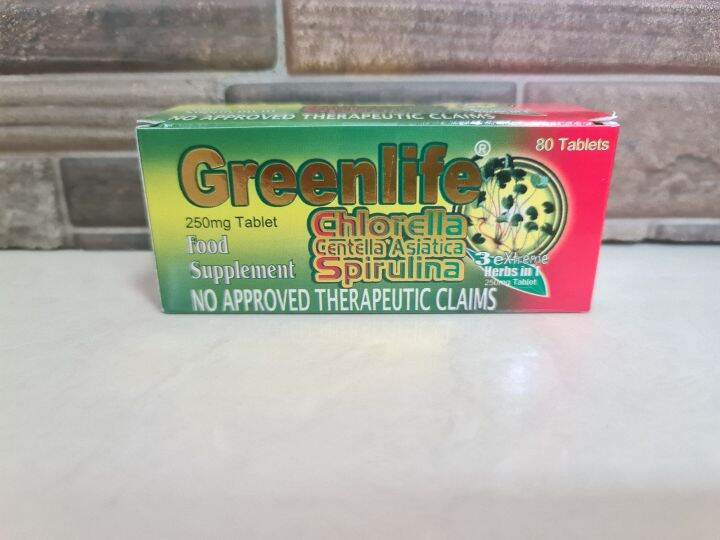 NO APPROVED THERAPEUTIC CLAIMS
Greenlife®
80 Tablets
250mg Tablet
Food
Supplement
Chlorella
Centella Asiatica
Spirulina
3 eXtreme
Herbs in 1
250mg Tablet
NO APPROVED THERAPEUTIC CLAIMS